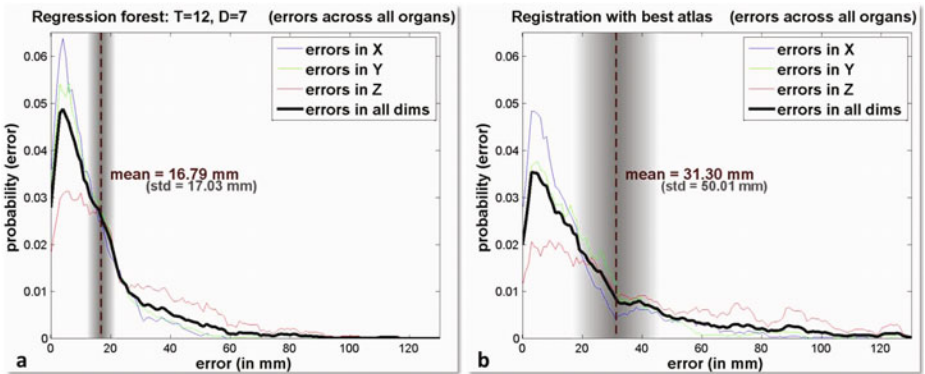 Regression forest: T=12, D=7 (errors across all organs)
0.06
0.05
0.04
0.03
0.02
0.01
0
probability (error)
errors in X
errors in Y
errors in Z
errors in all dims
mean = 16.79 mm
(std = 17.03 mm)
0 20 40 60 80 100 120
error (in mm)
a
Registration with best atlas (errors across all organs)
0.06
0.05
0.04
0.03
0.02
0.01
0
probability (error)
errors in X
errors in Y
errors in Z
errors in all dims
mean = 31.30 mm
(std = 50.01 mm)
0 20 40 60 80 100 120
error (in mm)
b